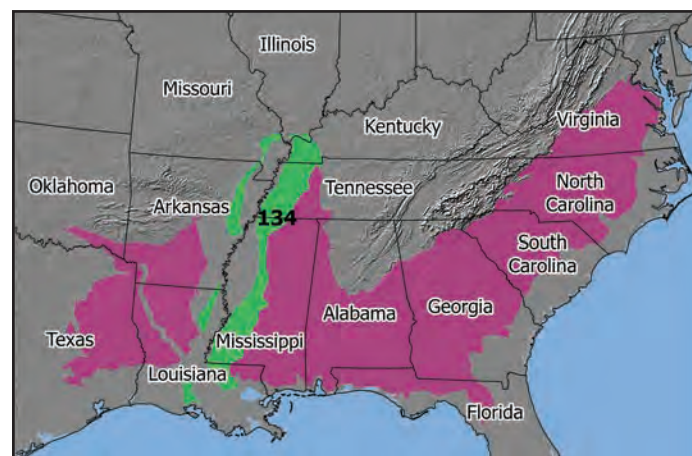 Illinois
Missouri
Kentucky
Virginia
Oklahoma
Arkansas
Tennessee
North
Carolina
134
South
Carolina
Texas
Mississippi
Alabama
Georgia
Louisiana
Florida